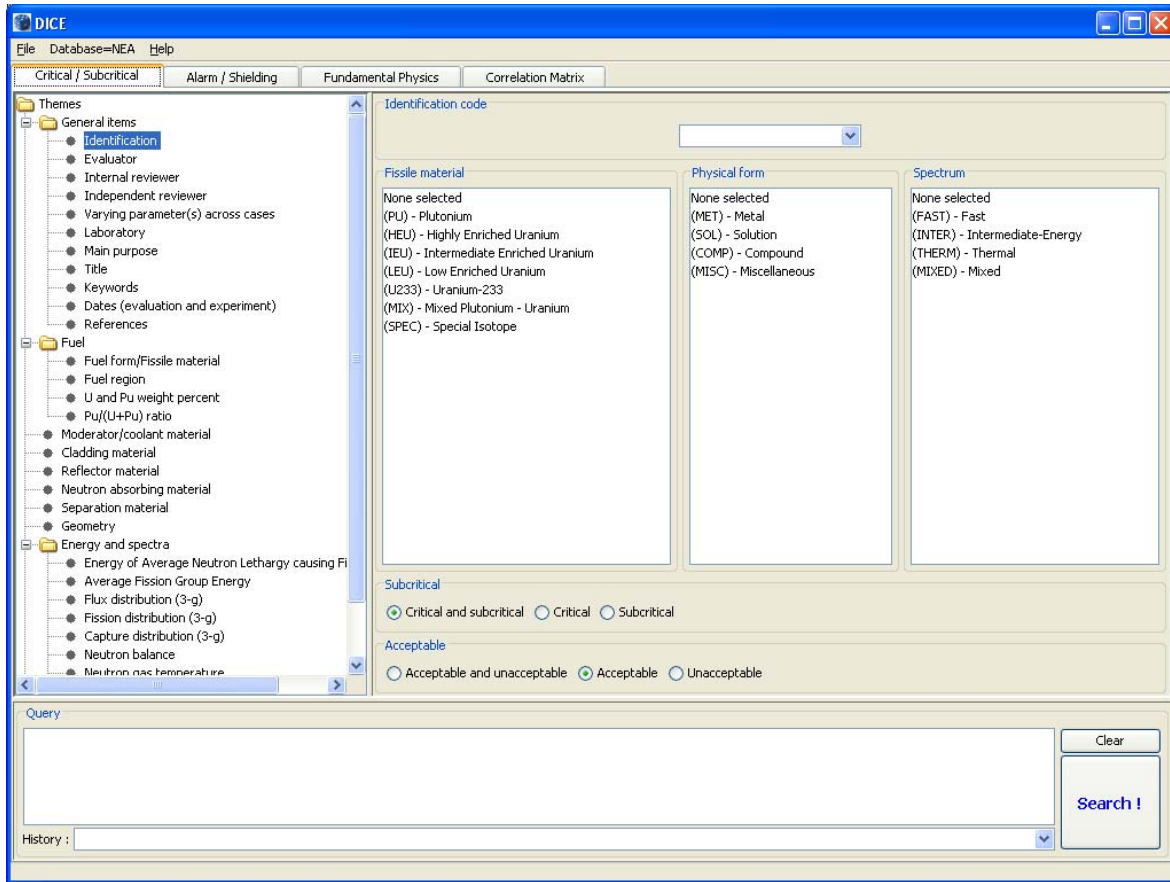 DICE
File Database=NEA Help
Critical / Subcritical Alarm / Shielding Fundamental Physics Correlation Matrix
Themes
General items
Identification
Evaluator
Internal reviewer
Independent reviewer
Varying parameter(s) across cases
Laboratory
Main purpose
Title
Keywords
Dates (evaluation and experiment)
References
Fuel
Fuel form/Fissile material
Fuel region
U and Pu weight percent
Pu/(U+Pu) ratio
Moderator/coolant material
Cladding material
Reflector material
Neutron absorbing material
Separation material
Geometry
Energy and spectra
Energy of Average Neutron Lethargy causing Fi
Average Fission Group Energy
Flux distribution (3-g)
Fission distribution (3-g)
Capture distribution (3-g)
Neutron balance
Neutron gas temperature
Identification code
Fissile material
None selected
(PU) - Plutonium
(HEU) - Highly Enriched Uranium
(IEU) - Intermediate Enriched Uranium
(LEU) - Low Enriched Uranium
(U233) - Uranium-233
(MIX) - Mixed Plutonium - Uranium
(SPEC) - Special Isotope
Physical form
None selected
(MET) - Metal
(SOL) - Solution
(COMP) - Compound
(MISC) - Miscellaneous
Spectrum
None selected
(FAST) - Fast
(INTER) - Intermediate-Energy
(THERM) - Thermal
(MIXED) - Mixed
Subcritical
Critical and subcritical Critical Subcritical
Acceptable
Acceptable and unacceptable Acceptable Unacceptable
Query
Clear
Search !
History :